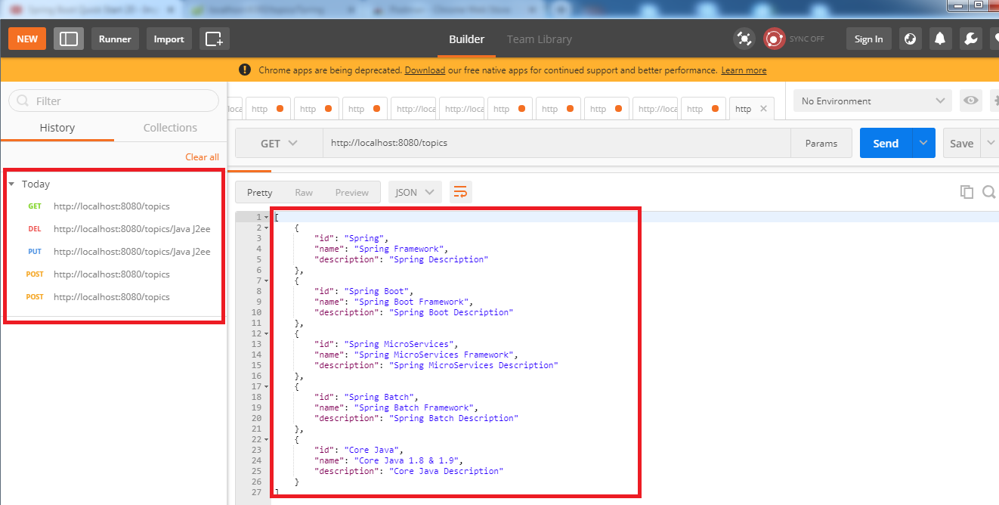 NEW
Runner
Import
Builder
Team Library
SYNC OFF
Sign In
Chrome apps are being deprecated. Download our free native apps for continued support and better performance. Learn more
Filter
History
Collections
Clear all
Today
GET http://localhost:8080/topics
DEL http://localhost:8080/topics/Java J2ee
PUT http://localhost:8080/topics/Java J2ee
POST http://localhost:8080/topics
POST http://localhost:8080/topics
loca http http http http://loca http://loca http http http http://loca http http
No Environment
GET http://localhost:8080/topics Params Send Save
Pretty Raw Preview JSON
1 [
2 {
3 "id": "Spring",
4 "name": "Spring Framework",
5 "description": "Spring Description"
6 },
7 {
8 "id": "Spring Boot",
9 "name": "Spring Boot Framework",
10 "description": "Spring Boot Description"
11 },
12 {
13 "id": "Spring MicroServices",
14 "name": "Spring MicroServices Framework",
15 "description": "Spring MicroServices Description"
16 },
17 {
18 "id": "Spring Batch",
19 "name": "Spring Batch Framework",
20 "description": "Spring Batch Description"
21 },
22 {
23 "id": "Core Java",
24 "name": "Core Java 1.8 & 1.9",
25 "description": "Core Java Description"
26 }
27 ]